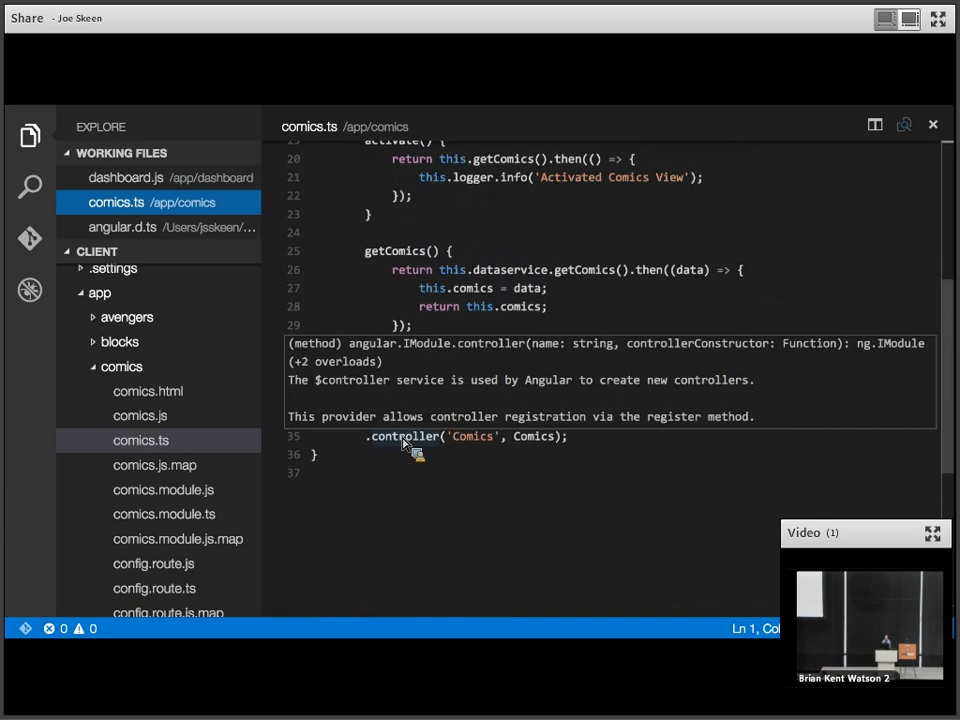 Share - Joe Skeen
EXPLORE
WORKING FILES
dashboard.js /app/dashboard
comics.ts /app/comics
angular.d.ts /Users/jsskeen/...
CLIENT
.settings
app
avengers
blocks
comics
comics.html
comics.js
comics.ts
comics.js.map
comics.module.js
comics.module.ts
comics.module.js.map
config.route.js
config.route.ts
config.route.js.map
comics.ts /app/comics
19 activate() {
20 return this.getComics().then(() => {
21 this.logger.info('Activated Comics View');
22 });
23 }
24
25 getComics() {
26 return this.dataservice.getComics().then((data) => {
27 this.comics = data;
28 return this.comics;
29 });
(method) angular.IModule.controller(name: string, controllerConstructor: Function): ng.IModule
(+2 overloads)
The $controller service is used by Angular to create new controllers.
This provider allows controller registration via the register method.
35 .controller('Comics', Comics);
36 }
37
0 0
Ln 1, Col
Video (1)
Brian Kent Watson 2